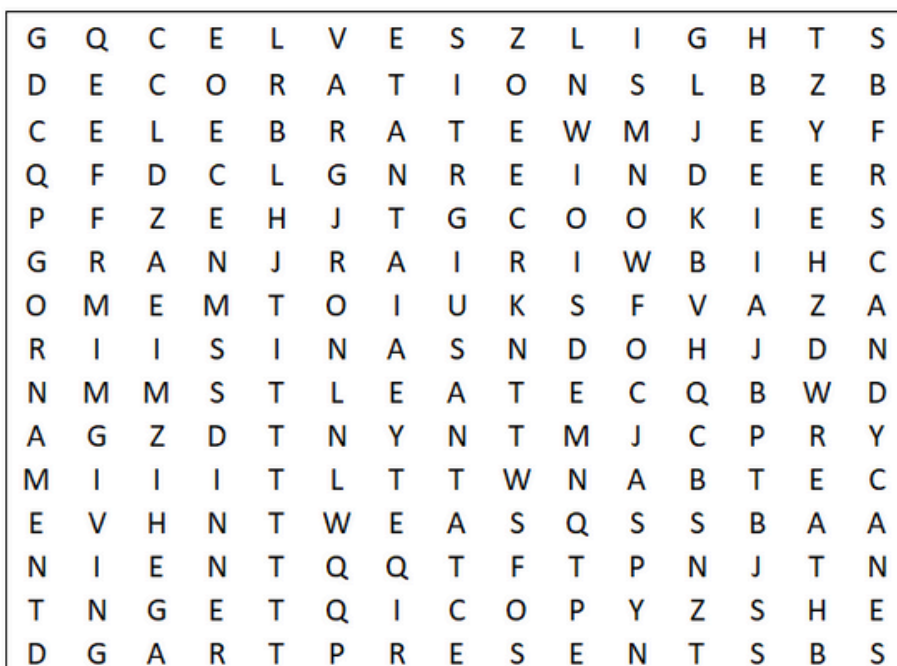 G Q C E L V E S Z L I G H T S
D E C O R A T I O N S L B Z B
C E L E B R A T E W M J E Y F
Q F D C L G N R E I N D E E R
P F Z E H J T G C O O K I E S
G R A N J R A I R I W B I H C
O M E M T O I U K S F V A Z A
R I I S I N A S N D O H J D N
N M M S T L E A T E C Q B W D
A G Z D T N Y N T M J C P R Y
M I I I T L T T W N A B T E C
E V H N T W E A S Q S S B A A
N I E N T Q Q T F T P N J T N
T N G E T Q I C O P Y Z S H E
D G A R T P R E S E N T S B S